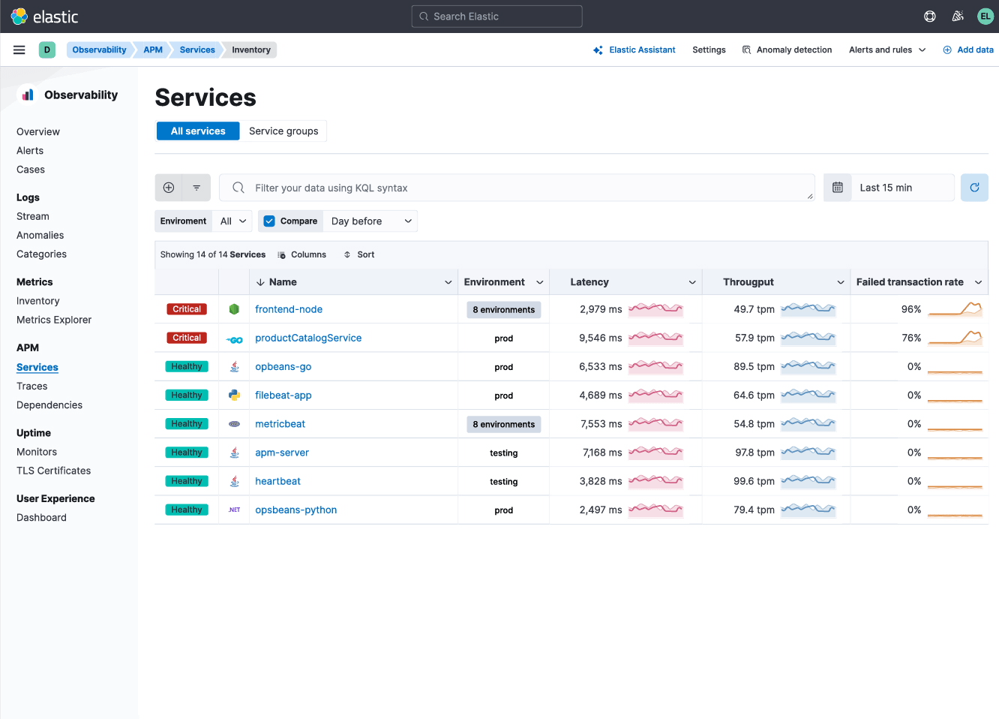 elastic
Search Elastic
EL
D
Observability
APM
Services
Inventory
Elastic Assistant
Settings
Anomaly detection
Alerts and rules
Add data
Observability
Overview
Alerts
Cases
Logs
Stream
Anomalies
Categories
Metrics
Inventory
Metrics Explorer
APM
Services
Traces
Dependencies
Uptime
Monitors
TLS Certificates
User Experience
Dashboard
Services
All services
Service groups
Filter your data using KQL syntax
Last 15 min
Enviroment
All
Compare
Day before
Showing 14 of 14 Services
Columns
Sort
Name
Environment
Latency
Througput
Failed transaction rate
Critical frontend-node 8 environments 2,979 ms 49.7 tpm 96%
Critical GO productCatalogService prod 9,546 ms 57.9 tpm 76%
Healthy opbeans-go prod 6,533 ms 89.5 tpm 0%
Healthy filebeat-app prod 4,689 ms 64.6 tpm 0%
Healthy metricbeat 8 environments 7,553 ms 54.8 tpm 0%
Healthy apm-server testing 7,168 ms 97.8 tpm 0%
Healthy heartbeat testing 3,828 ms 99.6 tpm 0%
Healthy .NET opsbeans-python prod 2,497 ms 79.4 tpm 0%